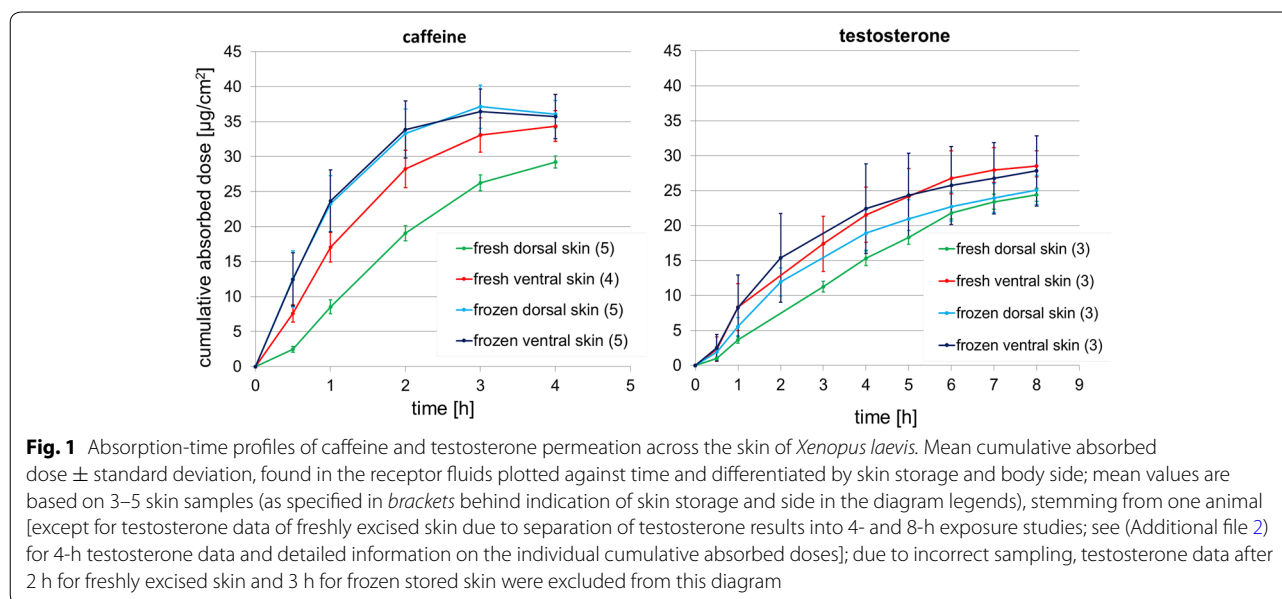 caffeine
cumulative absorbed dose [µg/cm²]
45
40
35
30
25
20
15
10
5
0
fresh dorsal skin (5)
fresh ventral skin (4)
frozen dorsal skin (5)
frozen ventral skin (5)
0 1 2 3 4 5
time [h]
testosterone
45
40
35
30
25
20
15
10
5
0
fresh dorsal skin (3)
fresh ventral skin (3)
frozen dorsal skin (3)
frozen ventral skin (3)
0 1 2 3 4 5 6 7 8 9
time [h]
Fig. 1 Absorption-time profiles of caffeine and testosterone permeation across the skin of Xenopus laevis. Mean cumulative absorbed
dose ± standard deviation, found in the receptor fluids plotted against time and differentiated by skin storage and body side; mean values are
based on 3–5 skin samples (as specified in brackets behind indication of skin storage and side in the diagram legends), stemming from one animal
[except for testosterone data of freshly excised skin due to separation of testosterone results into 4- and 8-h exposure studies; see (Additional file 2)
for 4-h testosterone data and detailed information on the individual cumulative absorbed doses]; due to incorrect sampling, testosterone data after
2 h for freshly excised skin and 3 h for frozen stored skin were excluded from this diagram